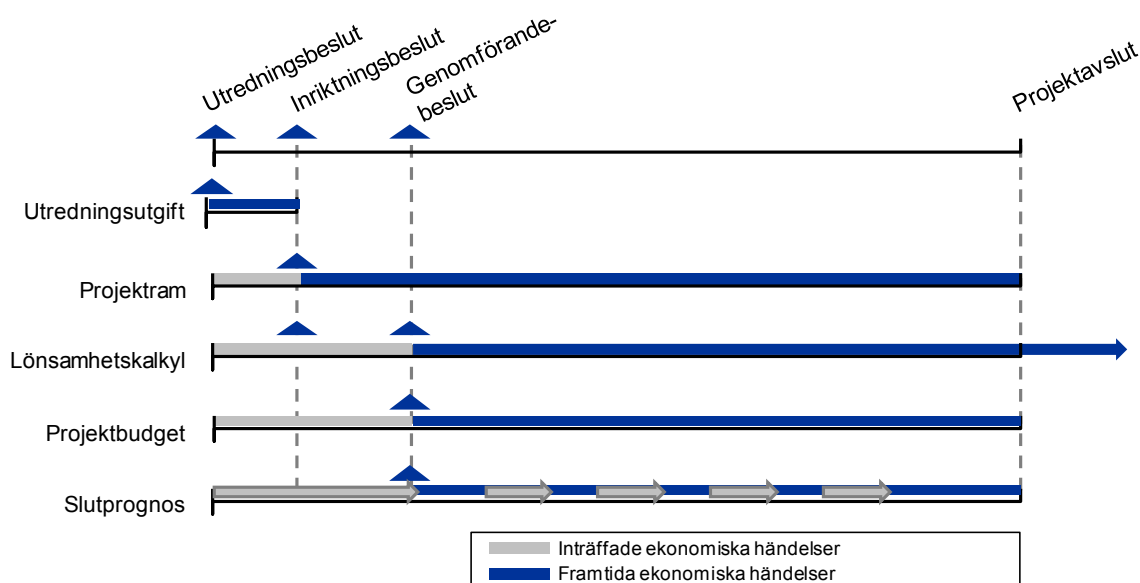 Utredningsbeslut
Inriktningsbeslut
Genomförande-
beslut
Projektavslut
Utredningsutgift
Projektram
Lönsamhetskalkyl
Projektbudget
Slutprognos
Inträffade ekonomiska händelser
Framtida ekonomiska händelser